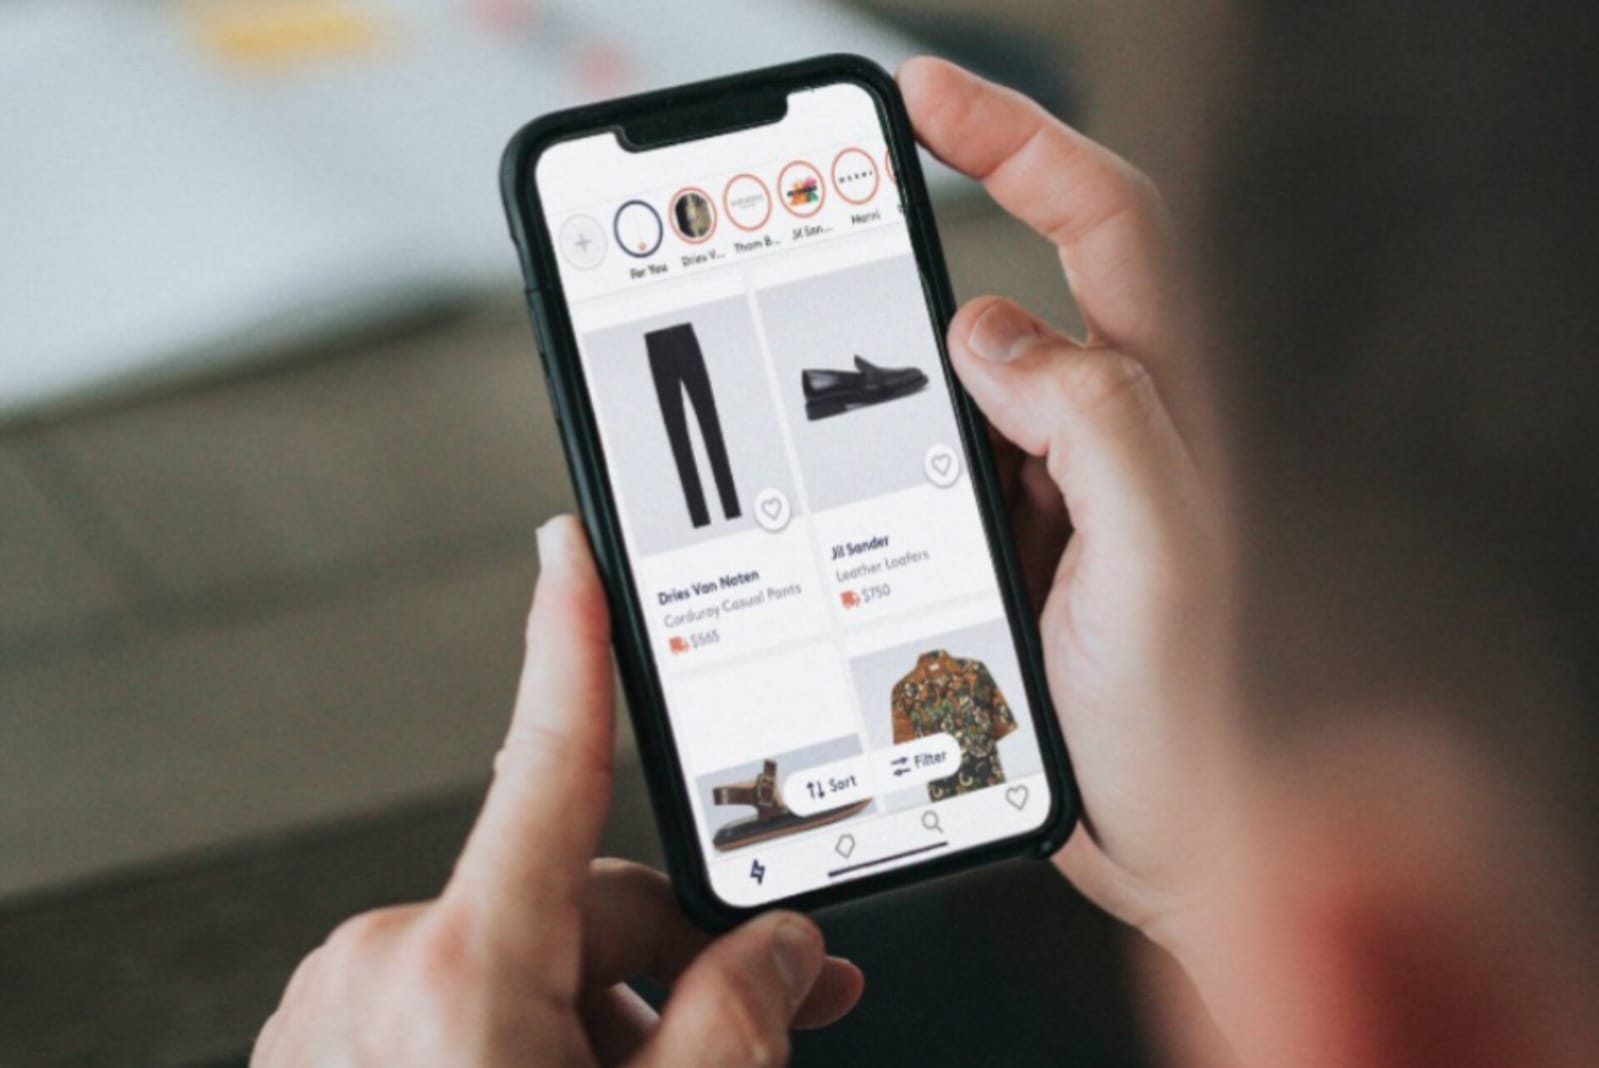 For You
Dries V...
Thom B...
Jil San...
MARNI
Marni
Dries Van Noten
Corduroy Casual Pants
$565
Jil Sander
Leather Loafers
$750
Sort
Filter